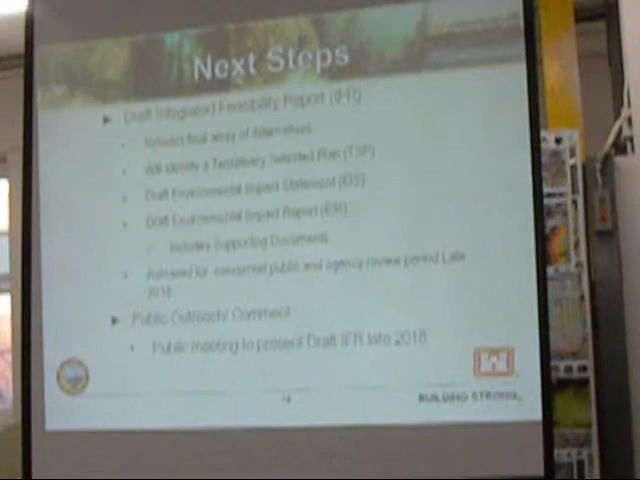 Next Steps
Draft Integrated Feasibility Report (IFR)
Includes final array of Alternatives
Will identify a Tentatively Selected Plan (TSP)
Draft Environmental Impact Statement (EIS)
Draft Environmental Impact Report (EIR)
Includes Supporting Documents
Released for concurrent public and agency review period Late
2018
Public Outreach/ Comment
Public meeting to present Draft IFR late 2018
BUILDING STRONG®